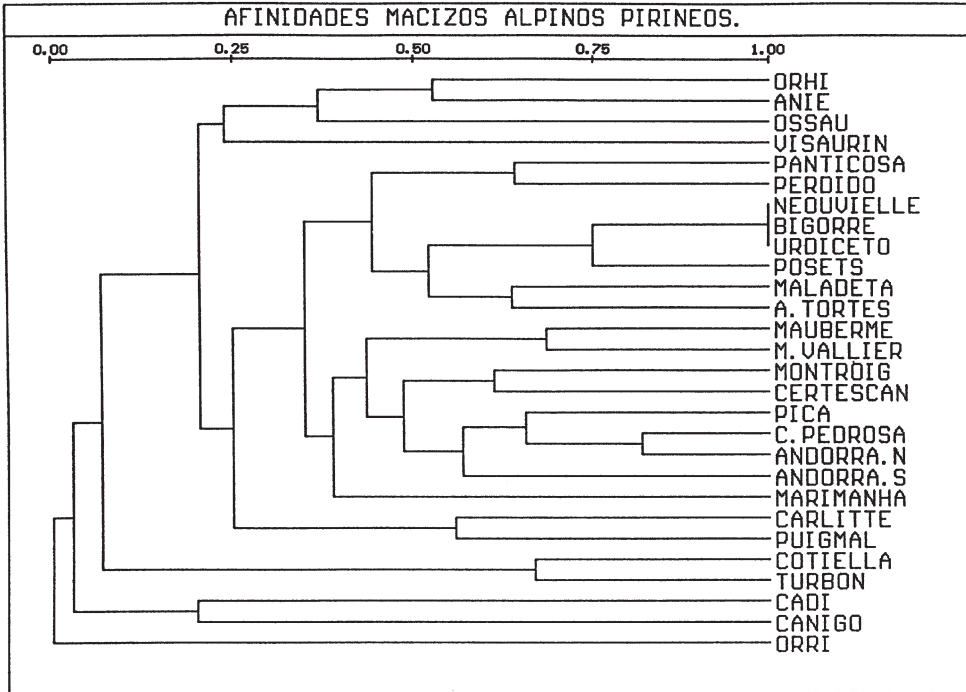 AFINIDADES MACIZOS ALPINOS PIRINEOS.
0.00 0.25 0.50 0.75 1.00
ORHI
ANIE
OSSAU
VISAURIN
PANTICOSA
PERDIDO
NEOUVIELLE
BIGORRE
URDICETO
POSETS
MALADETA
A.TORTES
MAUBERME
M.VALLIER
MONTROIG
CERTESCAN
PICA
C.PEDROSA
ANDORRA.N
ANDORRA.S
MARIMANHA
CARLITTE
PUIGMAL
COTIELLA
TURBON
CADI
CANIGO
ORRI